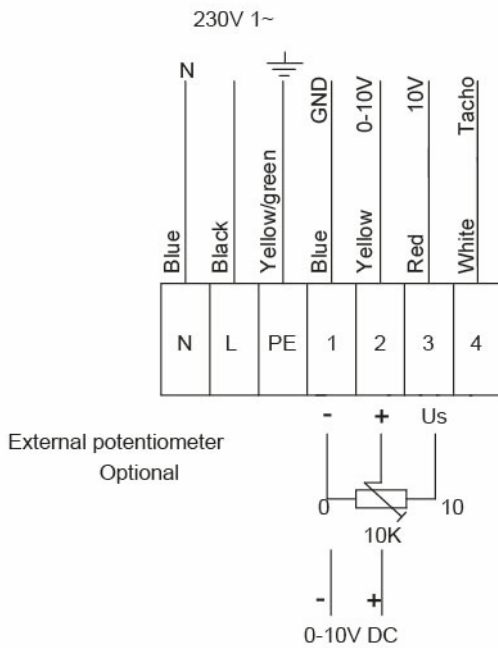 230V 1~
N
GND
0-10V
10V
Tacho
Blue
Black
Yellow/green
Blue
Yellow
Red
White
N L PE 1 2 3 4
- + Us
External potentiometer
Optional
0 10
10K
- +
0-10V DC